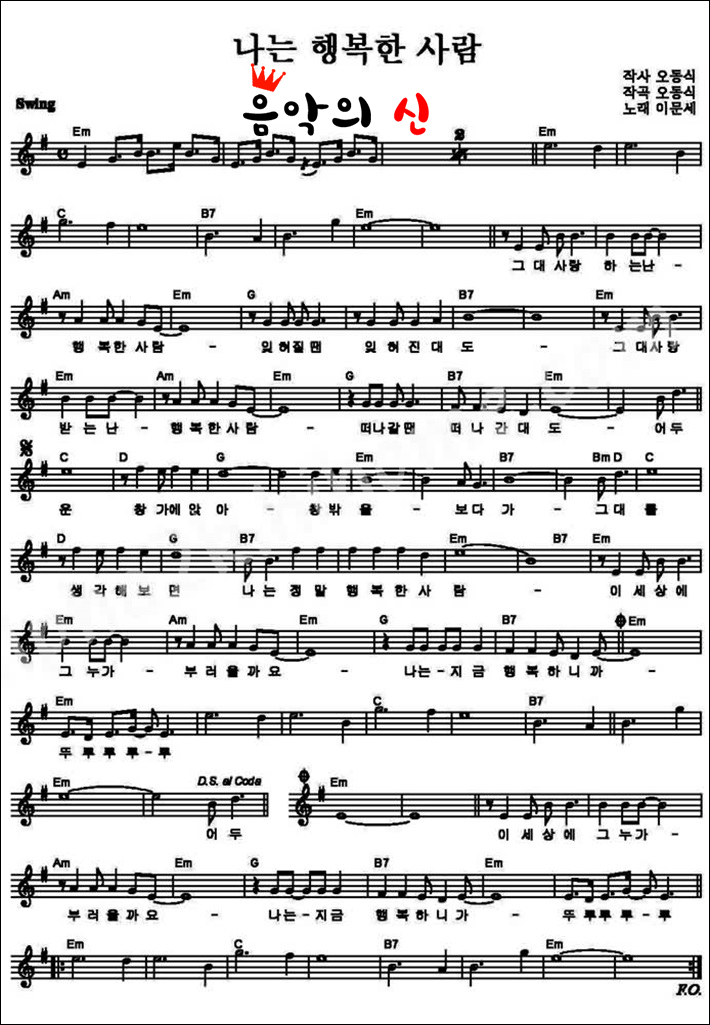 나는 행복한 사람
음악의 신
작사 오동식
작곡 오동식
노래 이문세
Swing
Em 2 Em
C B7 Em
그 대 사랑 하 는난 -
Am Em G B7 Em
행 복한 사람 - 잊혀질땐 잊 혀 진 대 도 - 그 대사랑
Em Am Em G B7
받 는 난 - 행 복 한 사 람 - 떠나갈땐 떠 나 간 대 도 - 어두
C D G Em B7 Bm D C
운 창 가에 앉 아 - 창밖 을 - 보다 가 - 그대 를
D G B7 Em B7
생 각 해 보 면 나 는 정 말 행 복 한 사 람 - 이 세 상 에
Em Am Em G B7 Em
그 누가 - 부 러 울 까 요 - 나는-지 금 행 복 하 니 까 -
Em C B7
뚜 루 루 루 - 루
Em D.S. al Coda Em
어 두 이 세 상 에 그 누 가 -
Am Em G B7 Em
부 러 울 까 요 - 나는-지금 행 복 하 니 가 - 뚜 루 루 루 - 루
Em C B7 Em
F.O.